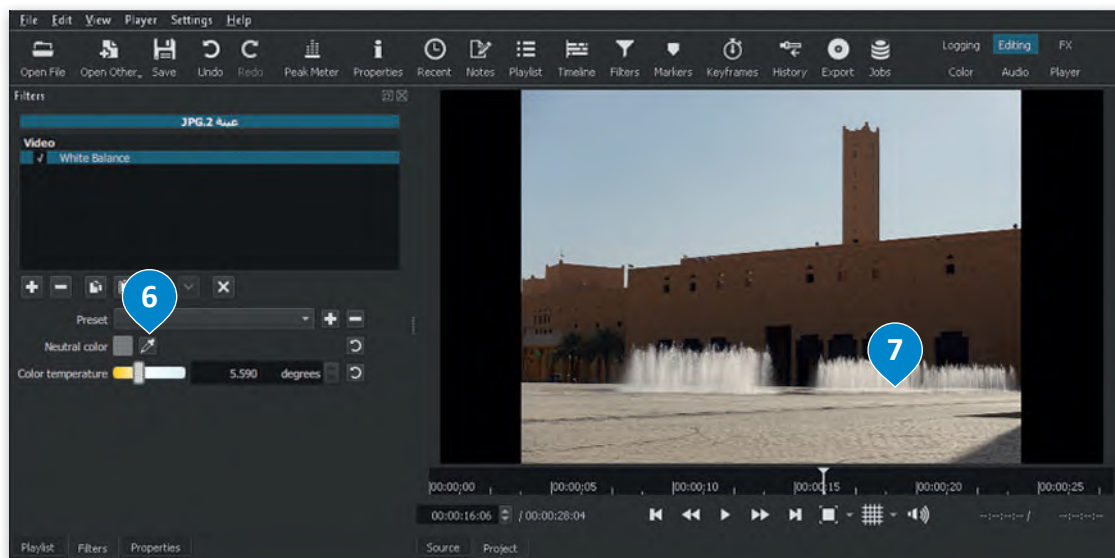 File Edit View Player Settings Help
Open File Open Other.. Save Undo Redo Peak Meter Properties Recent Notes Playlist Timeline Filters Markers Keyframes History Export Jobs
Logging Editing FX
Color Audio Player
Filters
عينة 2.JPG
Video
✓ White Balance
6
Preset
Neutral color
Color temperature 5.590 degrees
7
00:00;00 00:00;05 00:00;10 00:00;15 00:00;20 00:00;25
00:00:16:06 / 00:00:28:04 --:--:--:-- / --:--:--:--
Playlist Filters Properties
Source Project